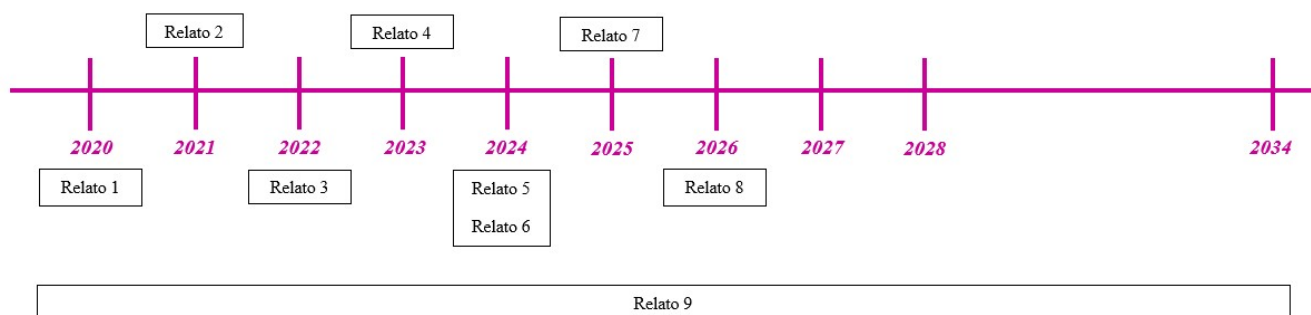 Relato 2
Relato 4
Relato 7
2020 2021 2022 2023 2024 2025 2026 2027 2028 2034
Relato 1
Relato 3
Relato 5
Relato 6
Relato 8
Relato 9